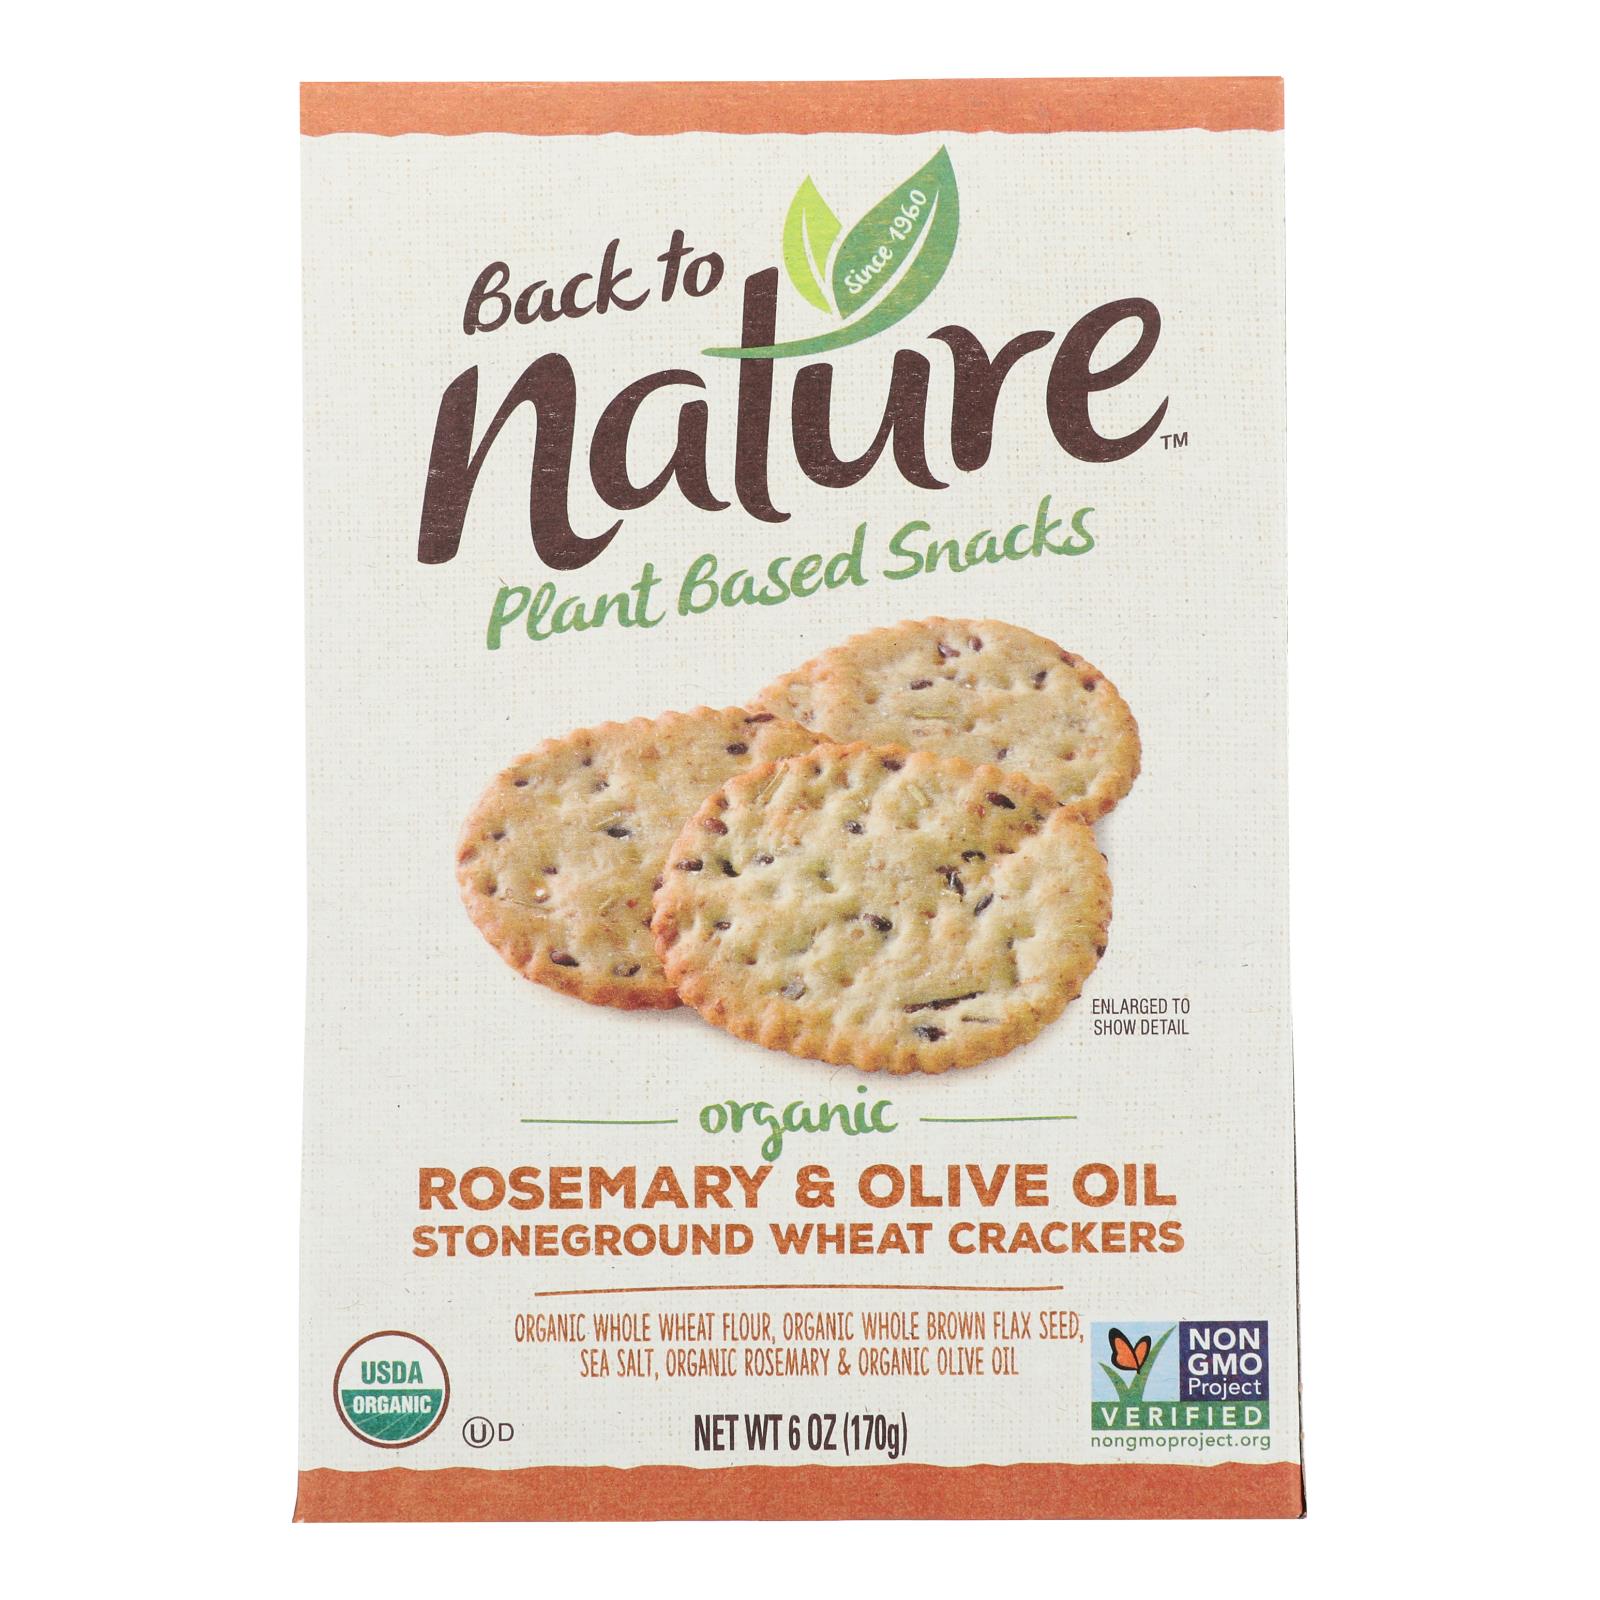 Since 1960
Back to
nature™
Plant Based Snacks
ENLARGED TO
SHOW DETAIL
organic
ROSEMARY & OLIVE OIL
STONEGROUND WHEAT CRACKERS
ORGANIC WHOLE WHEAT FLOUR, ORGANIC WHOLE BROWN FLAX SEED,
SEA SALT, ORGANIC ROSEMARY & ORGANIC OLIVE OIL
USDA
ORGANIC
Ⓤ D
NET WT 6 OZ (170g)
NON
GMO
Project
VERIFIED
nongmoproject.org